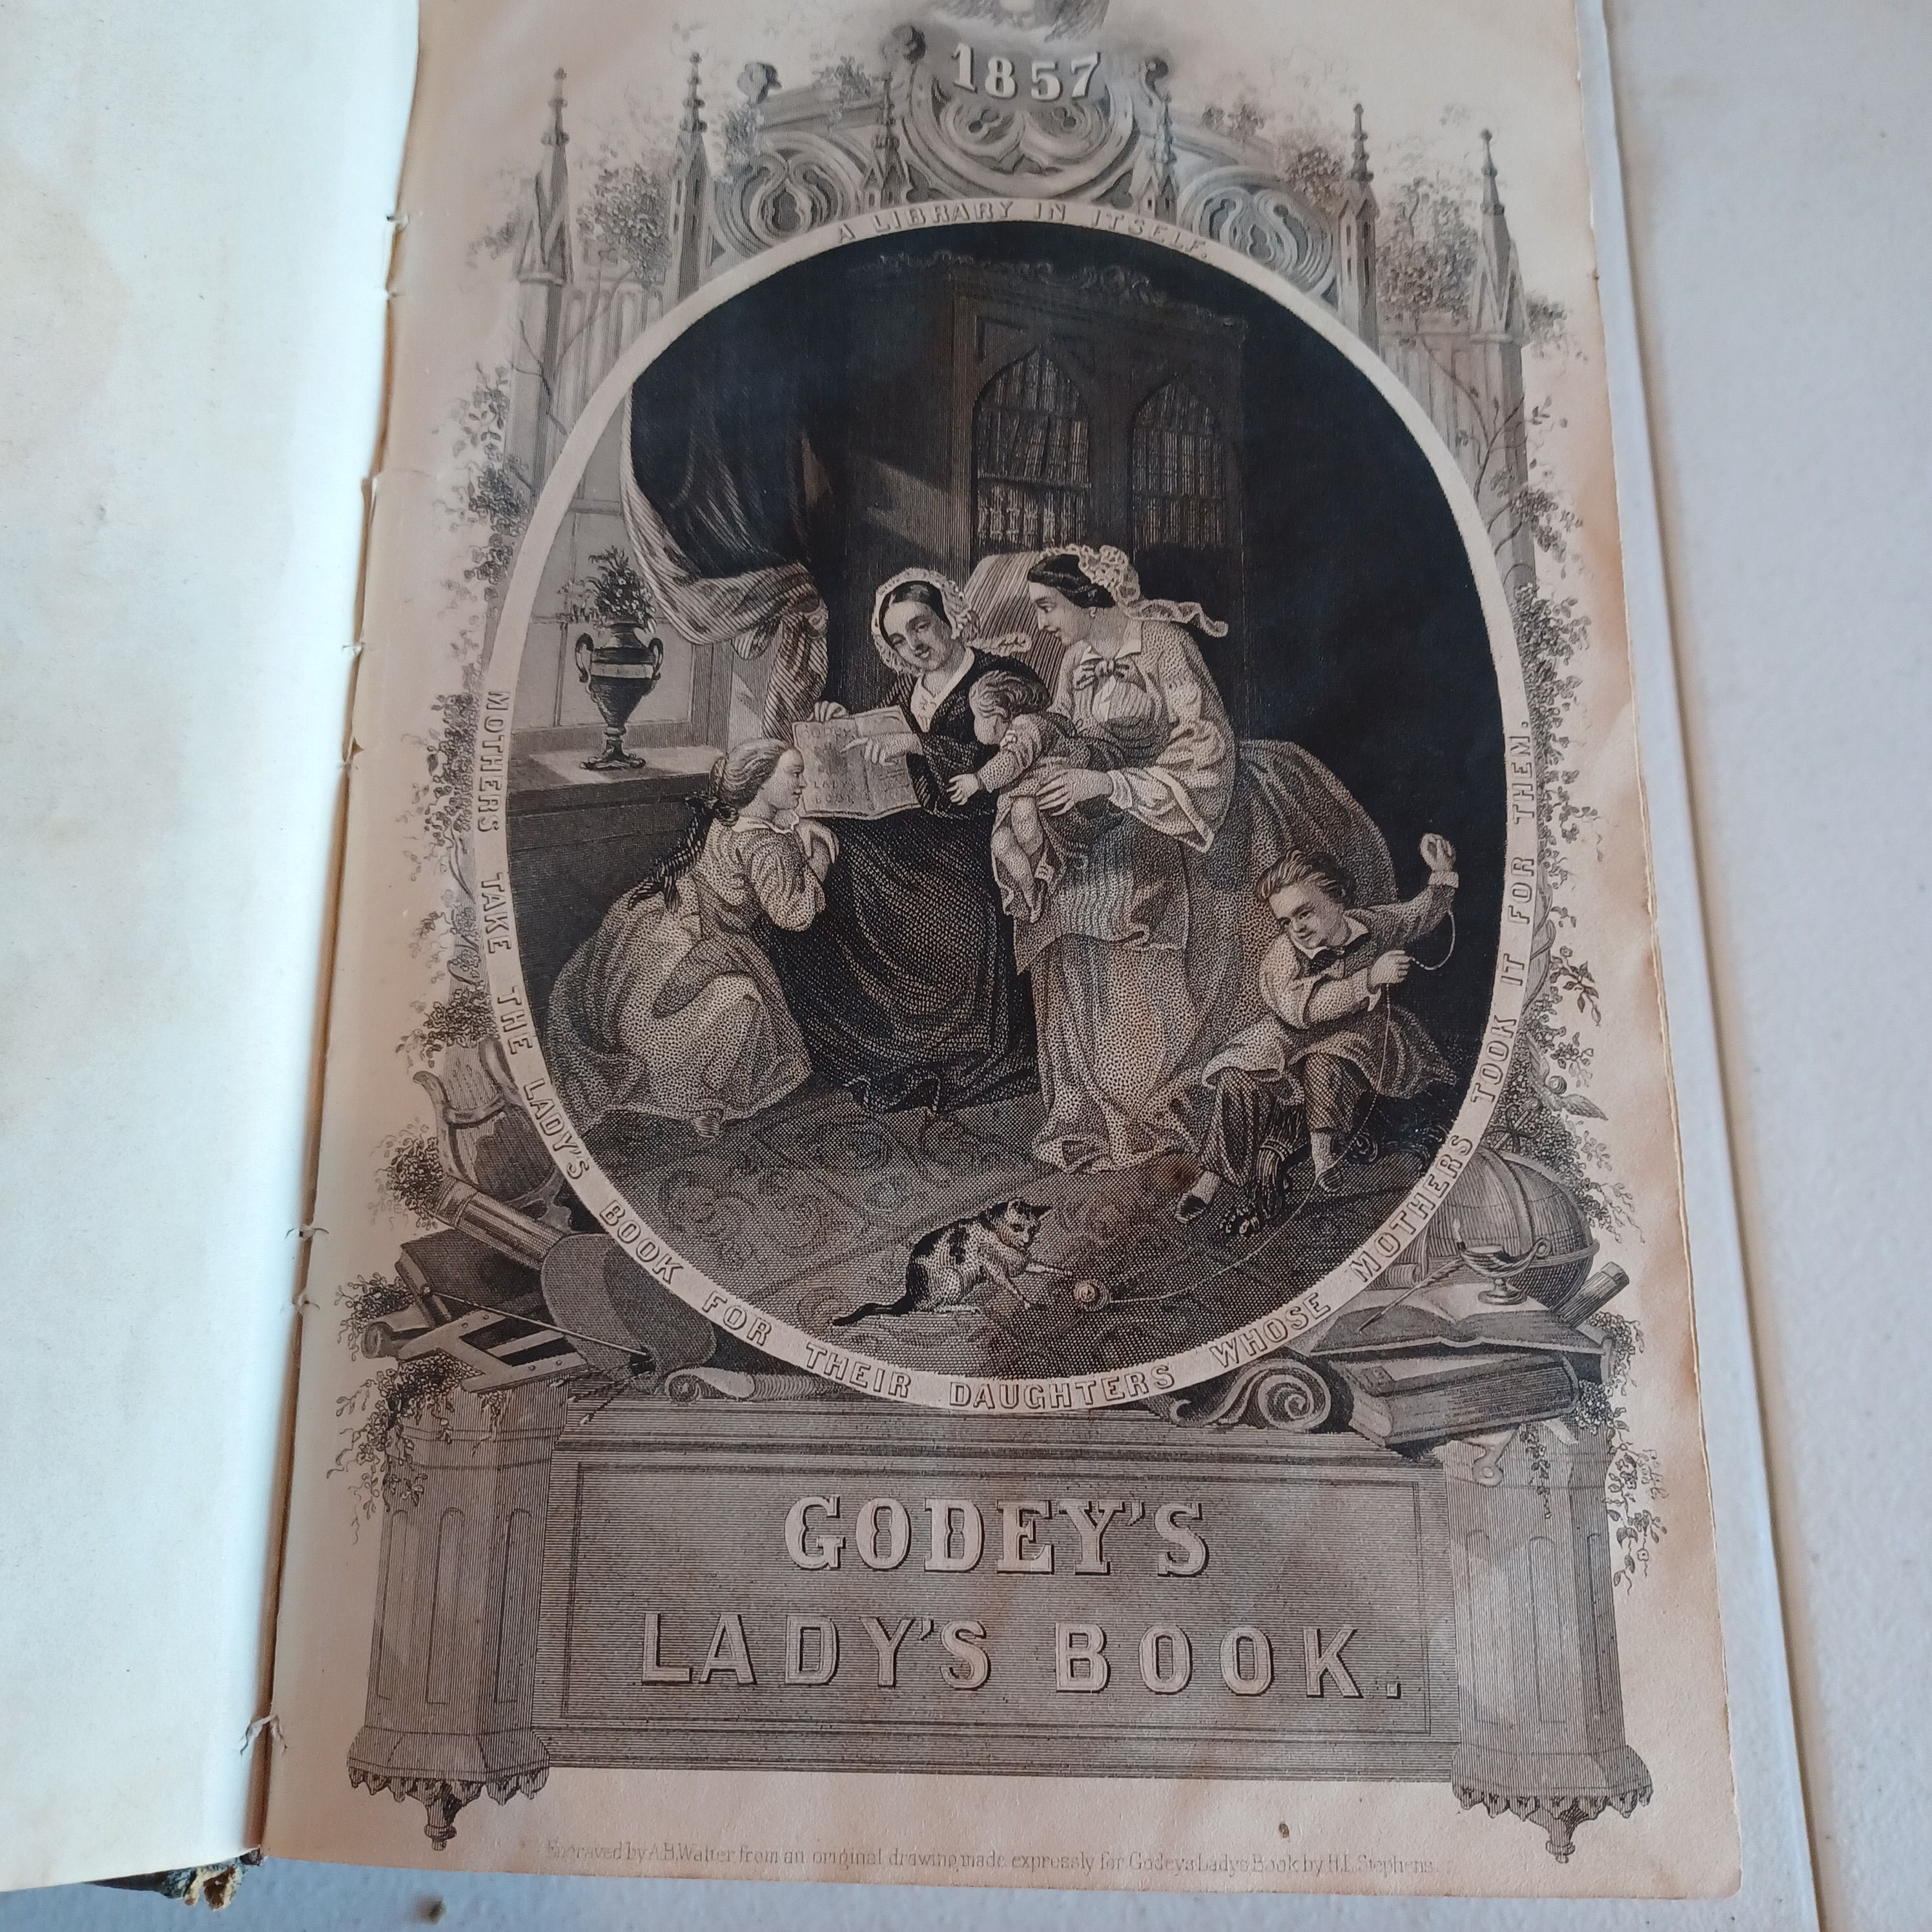 1857
A LIBRARY IN ITSELF.
MOTHERS TAKE THE LADY'S BOOK FOR THEIR DAUGHTERS WHOSE MOTHERS TOOK IT FOR THEM.
GODEY'S
LADY'S BOOK.
Engraved by A.B. Walter from an original drawing made expressly for Godey's Lady's Book by H.L. Stephens.